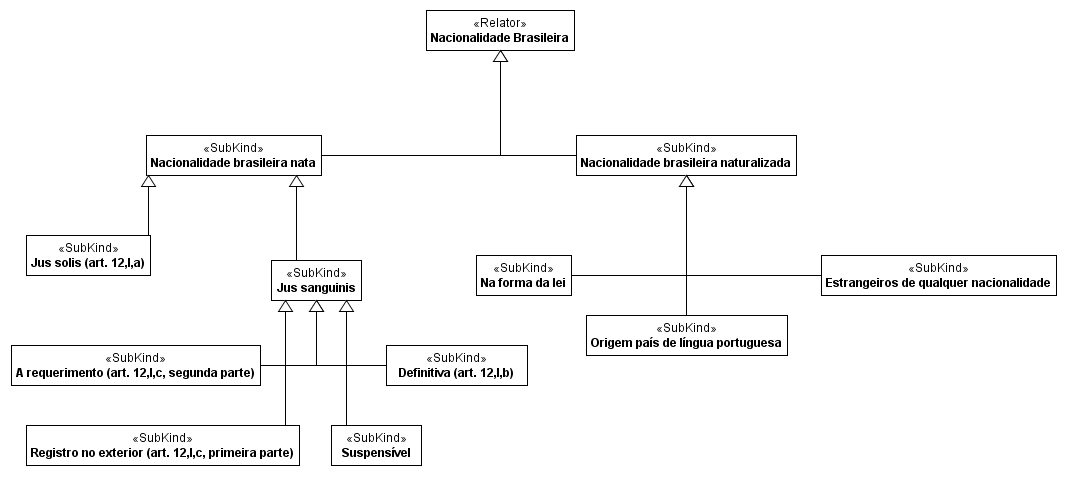 «Relator»
Nacionalidade Brasileira
«SubKind»
Nacionalidade brasileira nata
«SubKind»
Nacionalidade brasileira naturalizada
«SubKind»
Jus solis (art. 12,I,a)
«SubKind»
Jus sanguinis
«SubKind»
Na forma da lei
«SubKind»
Estrangeiros de qualquer nacionalidade
«SubKind»
Origem país de língua portuguesa
«SubKind»
A requerimento (art. 12,I,c, segunda parte)
«SubKind»
Definitiva (art. 12,I,b)
«SubKind»
Registro no exterior (art. 12,I,c, primeira parte)
«SubKind»
Suspensível